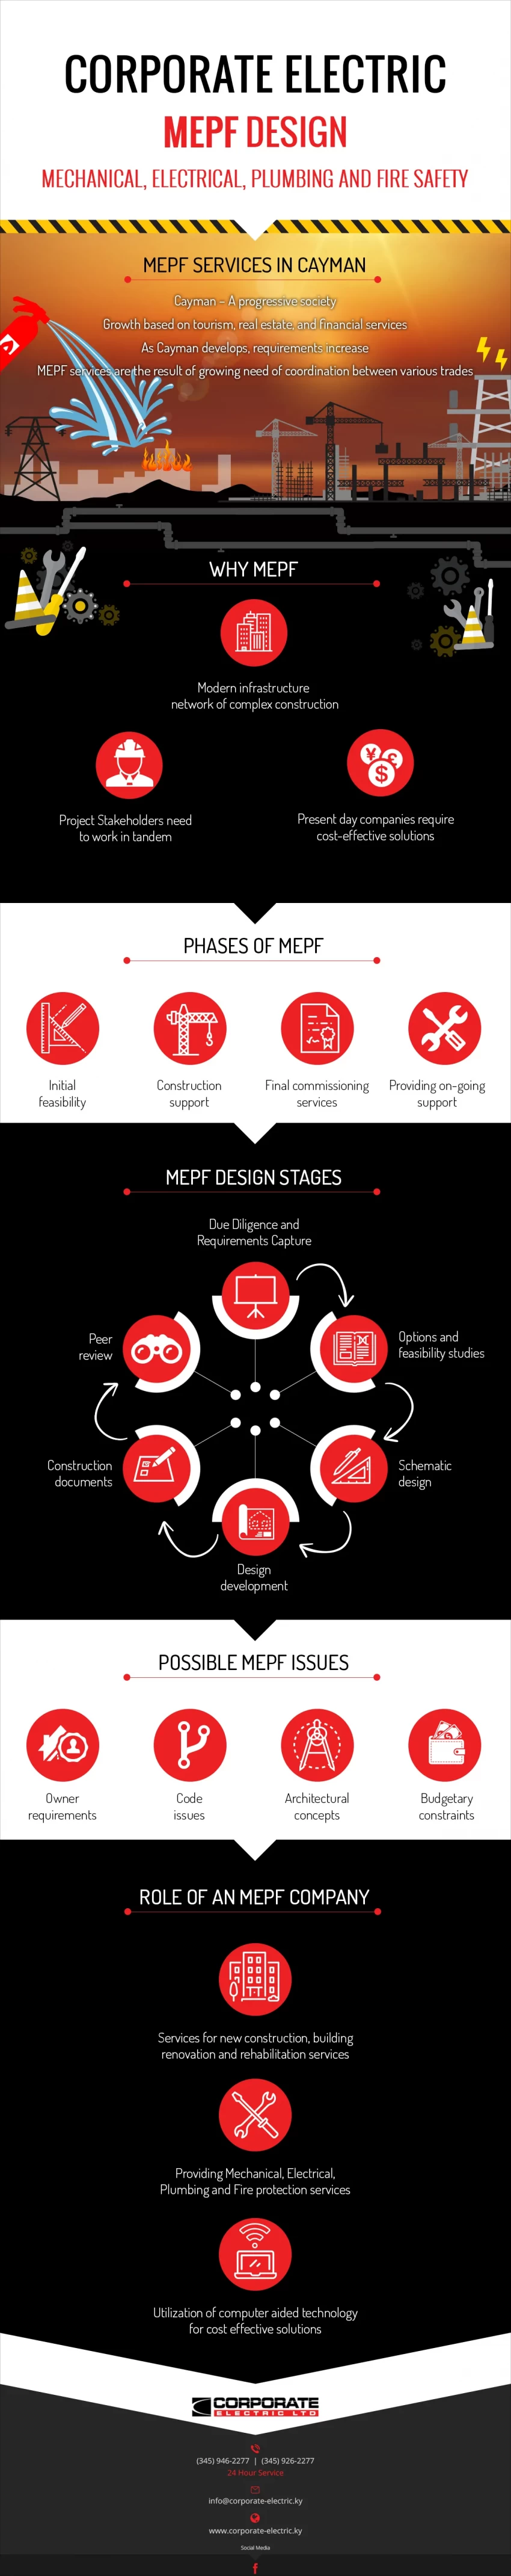 CORPORATE ELECTRIC
MEPF DESIGN
MECHANICAL, ELECTRICAL, PLUMBING AND FIRE SAFETY
MEPF SERVICES IN CAYMAN
Cayman – A progressive society
Growth based on tourism, real estate, and financial services
As Cayman develops, requirements increase
MEPF services are the result of growing need of coordination between various trades
WHY MEPF
Modern infrastructure
network of complex construction
Project Stakeholders need
to work in tandem
Present day companies require
cost-effective solutions
PHASES OF MEPF
Initial
feasibility
Construction
support
Final commissioning
services
Providing on-going
support
MEPF DESIGN STAGES
Due Diligence and
Requirements Capture
Options and
feasibility studies
Schematic
design
Design
development
Construction
documents
Peer
review
POSSIBLE MEPF ISSUES
Owner
requirements
Code
issues
Architectural
concepts
Budgetary
constraints
ROLE OF AN MEPF COMPANY
Services for new construction, building
renovation and rehabilitation services
Providing Mechanical, Electrical,
Plumbing and Fire protection services
Utilization of computer aided technology
for cost effective solutions
CORPORATE
ELECTRIC LTD
(345) 946-2277 | (345) 926-2277
24 Hour Service
info@corporate-electric.ky
www.corporate-electric.ky
Social Media